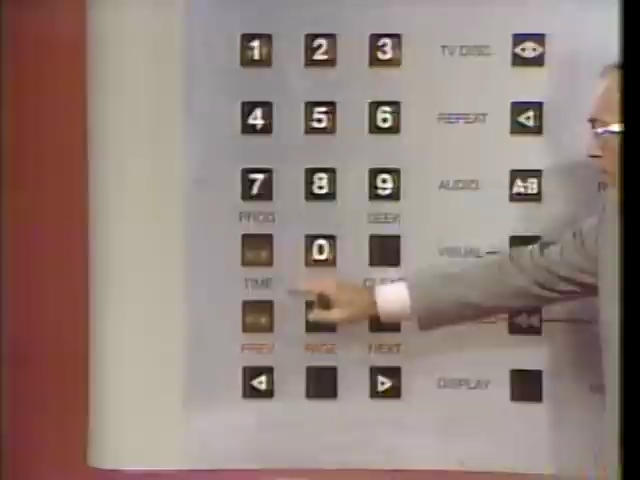 1 2 3 TV DISC
4 5 6 REPEAT
7 8 9 AUDIO A-B
PROG SEEK
0 VISUAL
TIME
PREV PAGE NEXT
DISPLAY